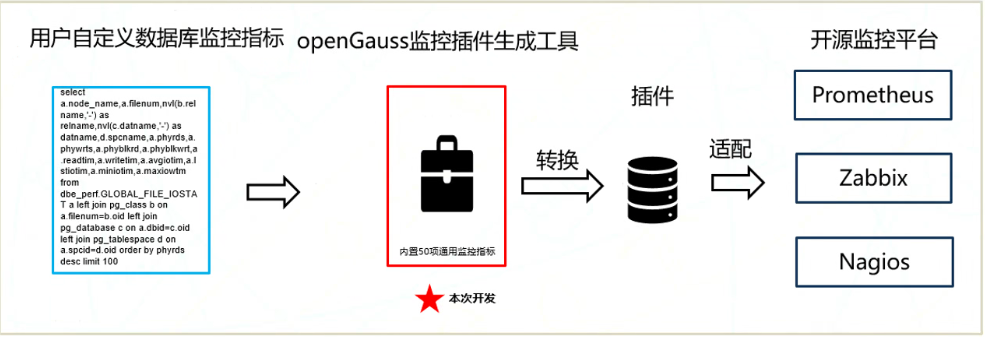 用户自定义数据库监控指标
openGauss监控插件生成工具
开源监控平台
select
a.node_name,a.filenum,nvl(b.rel
name,'-') as
relname,nvl(c.datname,'-') as
datname,d.spcname,a.phyrds,a.
phywrts,a.phyblkrd,a.phyblkwrt,a
.readtim,a.writetim,a.avgiotim,a.l
stiotim,a.miniotim,a.maxiowtm
from
dbe_perf.GLOBAL_FILE_IOSTA
T a left join pg_class b on
a.filenum=b.oid left join
pg_database c on a.dbid=c.oid
left join pg_tablespace d on
a.spcid=d.oid order by phyrds
desc limit 100
内置50项通用监控指标
本次开发
转换
插件
适配
Prometheus
Zabbix
Nagios